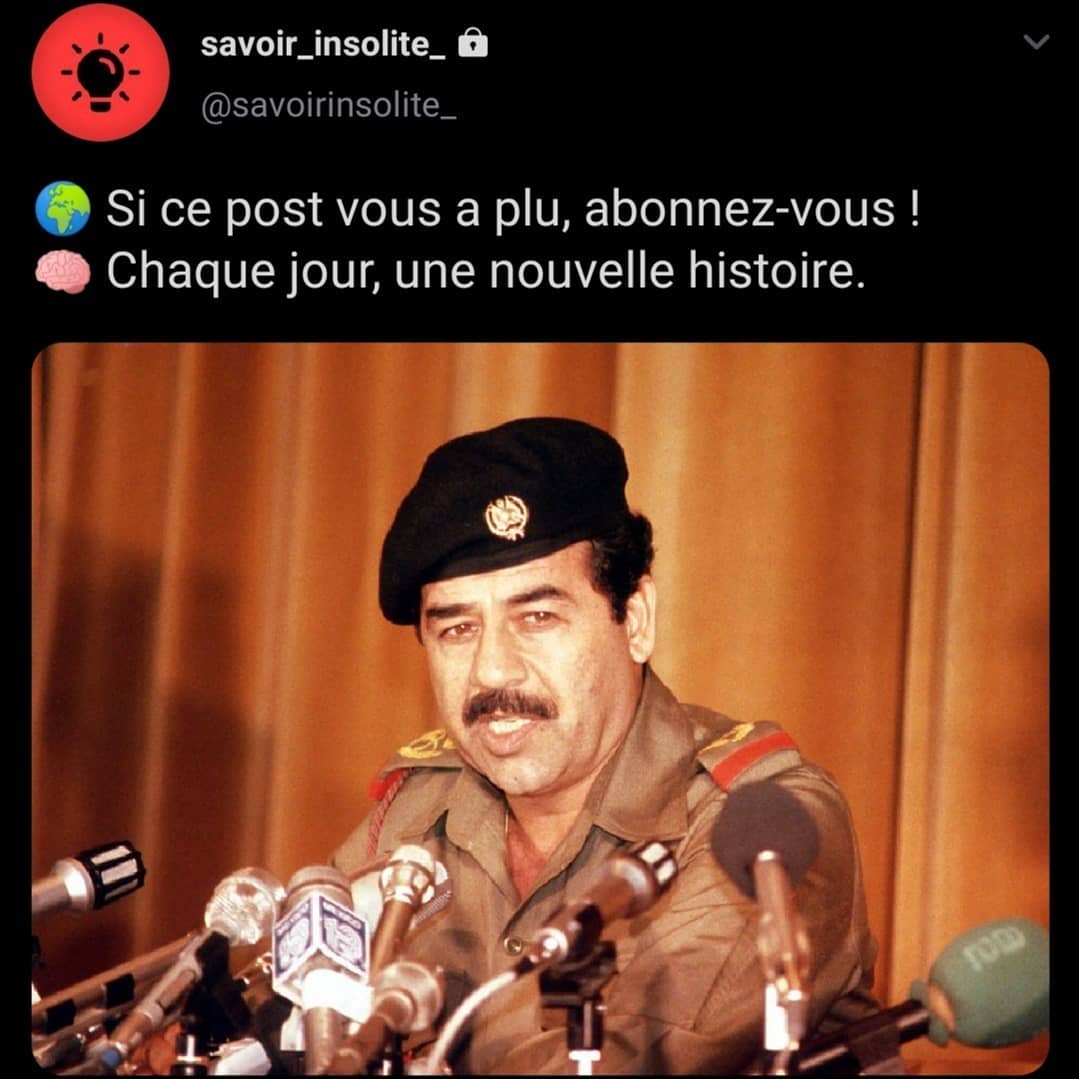 savoir_insolite_
@savoirinsolite_
🌍 Si ce post vous a plu, abonnez-vous !
🧠 Chaque jour, une nouvelle histoire.